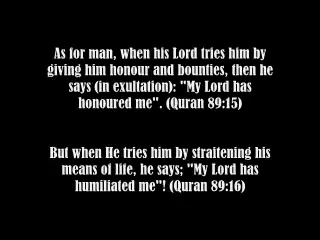 As for man, when his Lord tries him by
giving him honour and bounties, then he
says (in exultation): "My Lord has
honoured me". (Quran 89:15)
But when He tries him by straitening his
means of life, he says; "My Lord has
humiliated me"! (Quran 89:16)